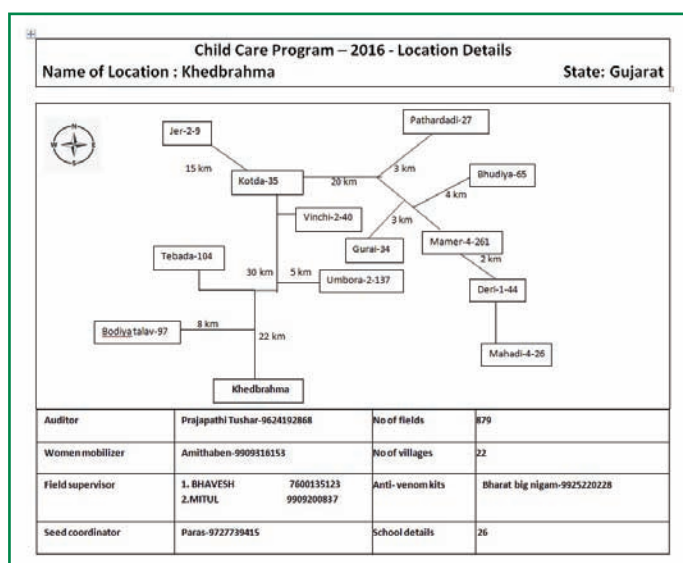 Child Care Program – 2016 - Location Details
Name of Location : Khedbrahma State: Gujarat
N
W E
S
Jer-2-9
Pathardadi-27
15 km
Kotda-35
20 km
3 km
Bhudiya-65
4 km
Vinchi-2-40
3 km
Gurai-34
Mamer-4-261
Tebada-104
2 km
30 km
5 km
Umbora-2-137
Deri-1-44
Bodiya talav-97
8 km
22 km
Mahadi-4-26
Khedbrahma
Auditor Prajapathi Tushar-9624192868 No of fields 879
Women mobilizer Amithaben-9909316153 No of villages 22
Field supervisor 1. BHAVESH 7600135123 Anti- venom kits Bharat big nigam-9925220228
2.MITUL 9909200837
Seed coordinator Paras-9727739415 School details 26